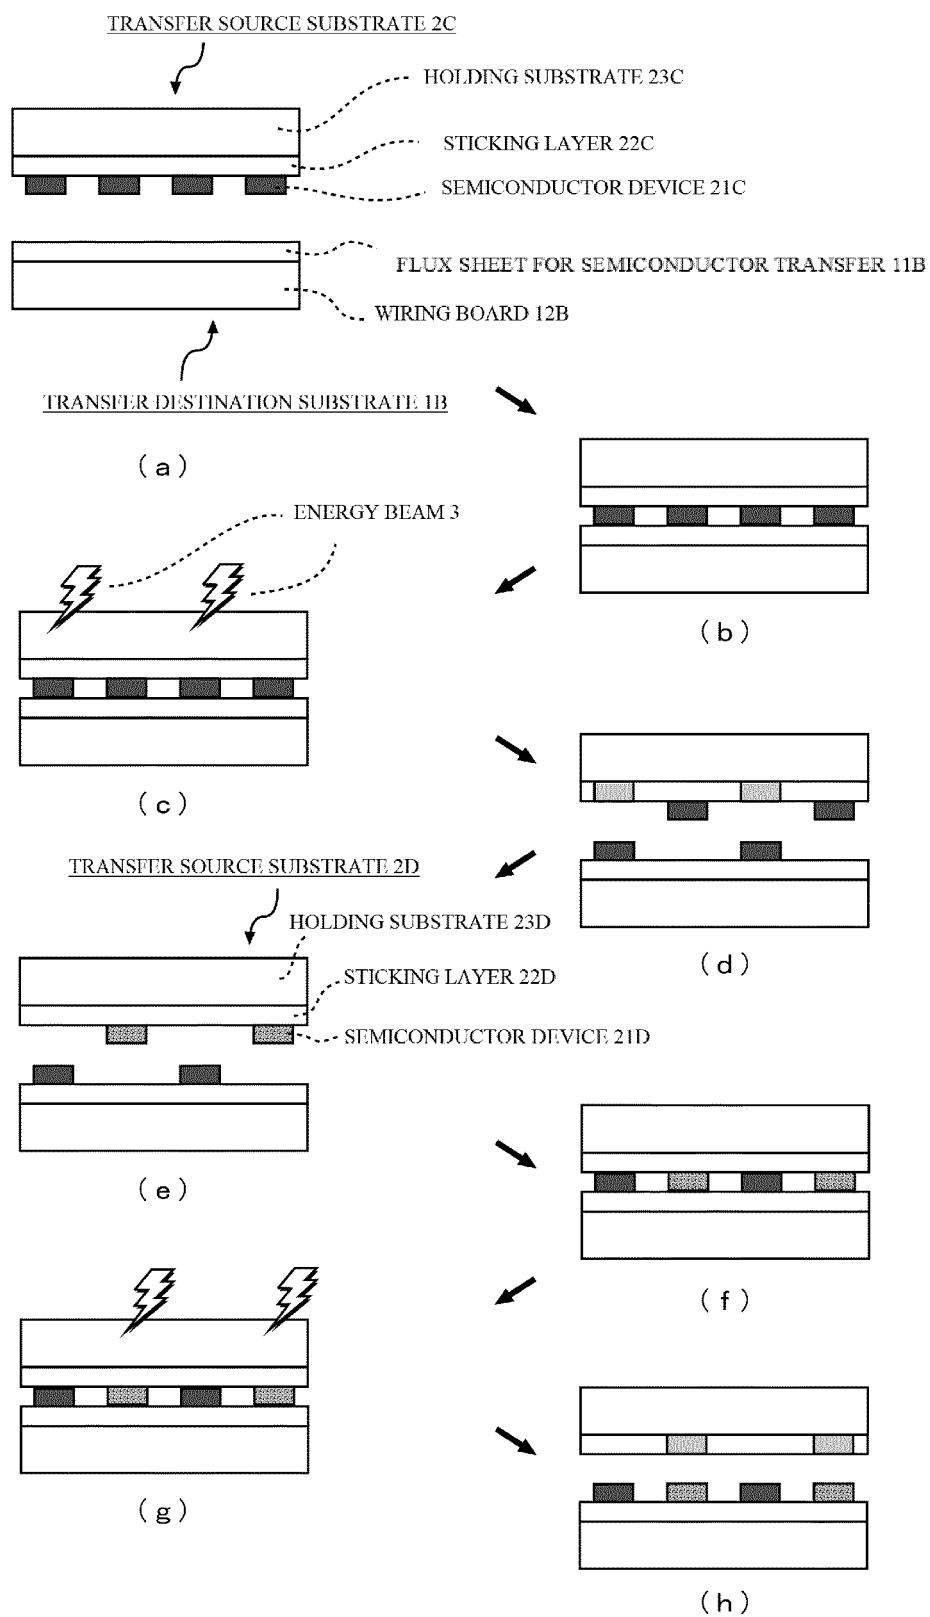 TRANSFER SOURCE SUBSTRATE 2C
HOLDING SUBSTRATE 23C
STICKING LAYER 22C
SEMICONDUCTOR DEVICE 21C
FLUX SHEET FOR SEMICONDUCTOR TRANSFER 11B
WIRING BOARD 12B
TRANSFER DESTINATION SUBSTRATE 1B
(a)
ENERGY BEAM 3
(b)
(c)
TRANSFER SOURCE SUBSTRATE 2D
HOLDING SUBSTRATE 23D
(d)
STICKING LAYER 22D
SEMICONDUCTOR DEVICE 21D
(e)
(f)
(g)
(h)